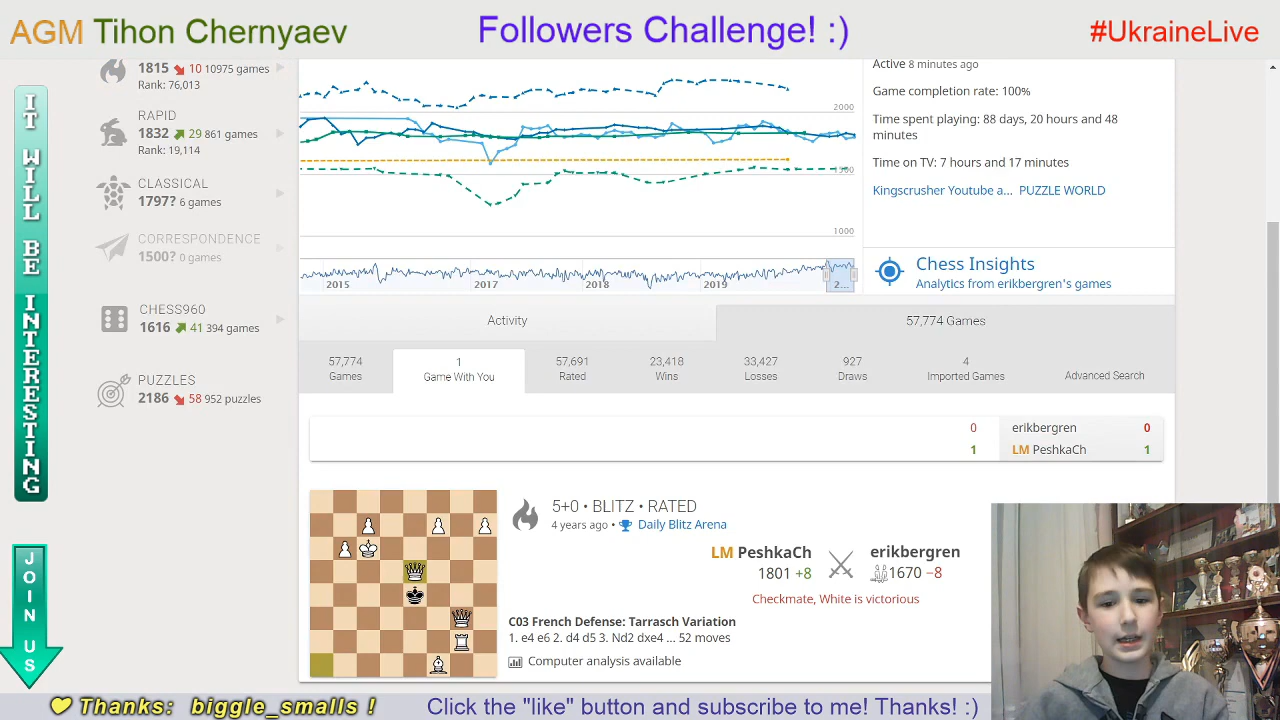 AGM Tihon Chernyaev
Followers Challenge! :)
#UkraineLive
IT WILL BE INTERESTING
JOIN US
1815 10 10975 games
Rank: 76,013
RAPID
1832 29 861 games
Rank: 19,114
CLASSICAL
1797? 6 games
CORRESPONDENCE
1500? 0 games
CHESS960
1616 41 394 games
PUZZLES
2186 58 952 puzzles
2000
1500
1000
2015 2017 2018 2019 2...
Active 8 minutes ago
Game completion rate: 100%
Time spent playing: 88 days, 20 hours and 48
minutes
Time on TV: 7 hours and 17 minutes
Kingscrusher Youtube a... PUZZLE WORLD
Chess Insights
Analytics from erikbergren's games
Activity
57,774 Games
57,774 Games
1 Game With You
57,691 Rated
23,418 Wins
33,427 Losses
927 Draws
4 Imported Games
Advanced Search
0 erikbergren 0
1 LM PeshkaCh 1
5+0 • BLITZ • RATED
4 years ago • Daily Blitz Arena
LM PeshkaCh
1801 +8
erikbergren
1670 −8
Checkmate, White is victorious
C03 French Defense: Tarrasch Variation
1. e4 e6 2. d4 d5 3. Nd2 dxe4 ... 52 moves
Computer analysis available
Thanks: biggle_smalls !
Click the "like" button and subscribe to me! Thanks! :)